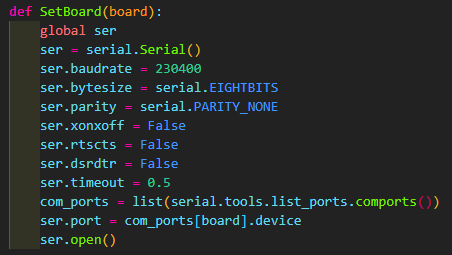 def SetBoard(board):
    global ser
    ser = serial.Serial()
    ser.baudrate = 230400
    ser.bytesize = serial.EIGHTBITS
    ser.parity = serial.PARITY_NONE
    ser.xonxoff = False
    ser.rtscts = False
    ser.dsrdtr = False
    ser.timeout = 0.5
    com_ports = list(serial.tools.list_ports.comports())
    ser.port = com_ports[board].device
    ser.open()